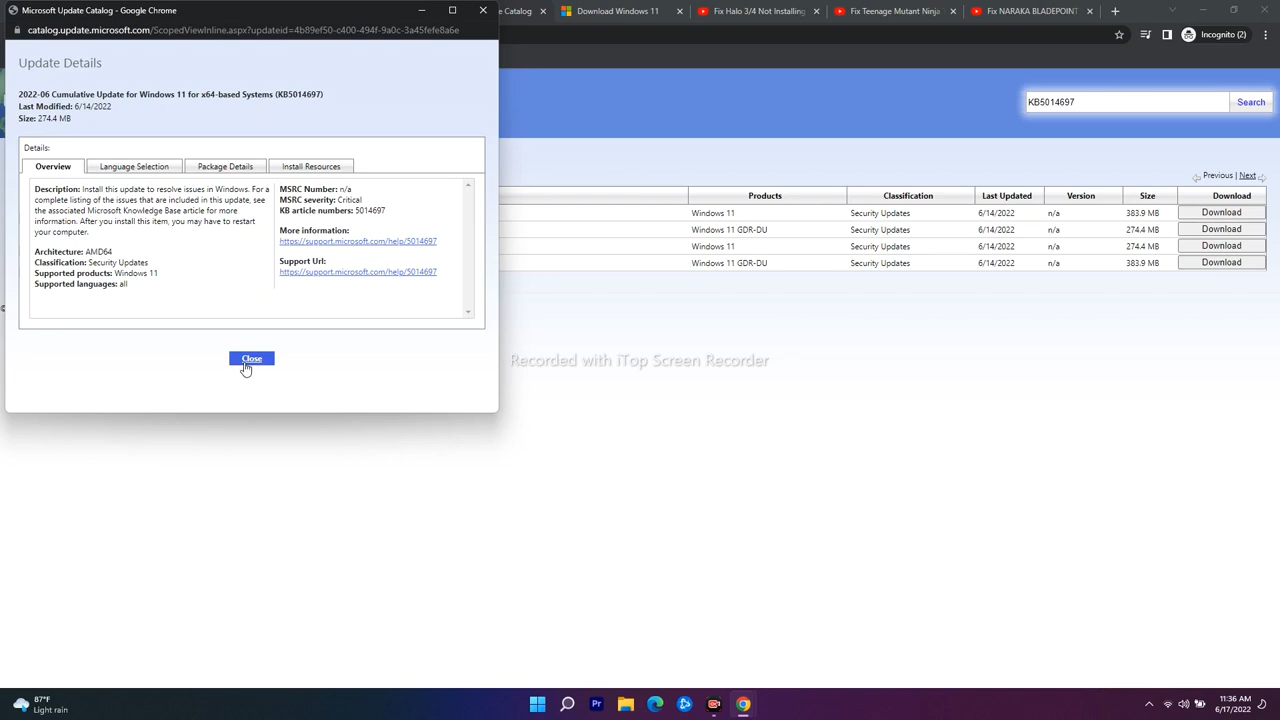 Microsoft Update Catalog - Google Chrome
catalog.update.microsoft.com/ScopedViewInline.aspx?updateid=4b89ef50-c400-494f-9a0c-3a45fefe8a6e
Catalog
Download Windows 11
Fix Halo 3/4 Not Installing
Fix Teenage Mutant Ninja
Fix NARAKA BLADEPOINT
Incognito (2)
Update Details
2022-06 Cumulative Update for Windows 11 for x64-based Systems (KB5014697)
Last Modified: 6/14/2022
Size: 274.4 MB
KB5014697
Search
Details:
Overview
Language Selection
Package Details
Install Resources
Description: Install this update to resolve issues in Windows. For a
complete listing of the issues that are included in this update, see
the associated Microsoft Knowledge Base article for more
information. After you install this item, you may have to restart
your computer.
Architecture: AMD64
Classification: Security Updates
Supported products: Windows 11
Supported languages: all
MSRC Number: n/a
MSRC severity: Critical
KB article numbers: 5014697
More information:
https://support.microsoft.com/help/5014697
Support Url:
https://support.microsoft.com/help/5014697
Close
Previous | Next
Products Classification Last Updated Version Size Download
Windows 11 Security Updates 6/14/2022 n/a 383.9 MB Download
Windows 11 GDR-DU Security Updates 6/14/2022 n/a 274.4 MB Download
Windows 11 Security Updates 6/14/2022 n/a 274.4 MB Download
Windows 11 GDR-DU Security Updates 6/14/2022 n/a 383.9 MB Download
Recorded with iTop Screen Recorder
87°F
Light rain
Pr
11:36 AM
6/17/2022